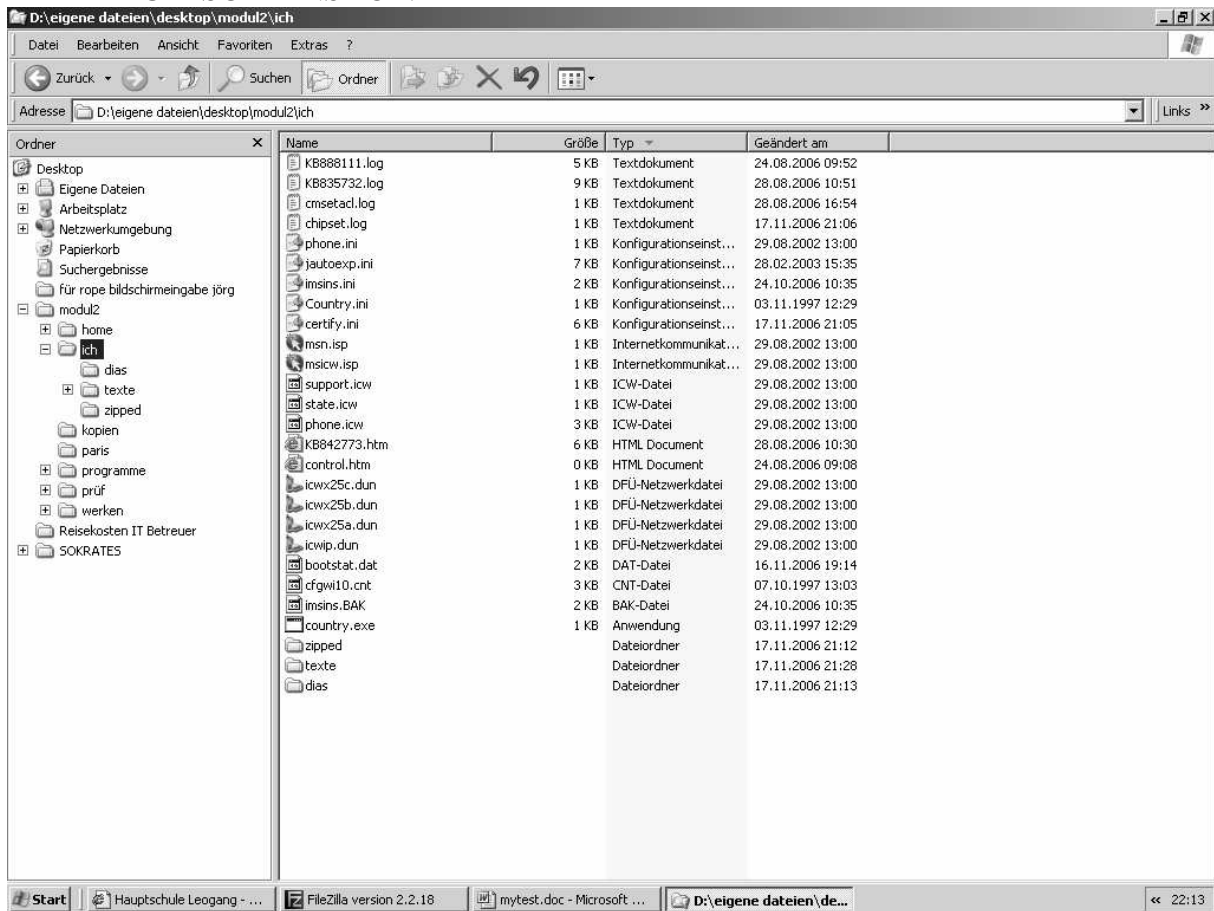 D:\eigene dateien\desktop\modul2\ich
Datei Bearbeiten Ansicht Favoriten Extras ?
Zurück Suchen Ordner
Adresse D:\eigene dateien\desktop\modul2\ich Links »
Ordner x
Desktop
Eigene Dateien
Arbeitsplatz
Netzwerkumgebung
Papierkorb
Suchergebnisse
für rope bildschirmeingabe jörg
modul2
home
ich
dias
texte
zipped
kopien
paris
programme
prüf
werken
Reisekosten IT Betreuer
SOKRATES
Name Größe Typ Geändert am
KB888111.log 5 KB Textdokument 24.08.2006 09:52
KB835732.log 9 KB Textdokument 28.08.2006 10:51
cmsetacl.log 1 KB Textdokument 28.08.2006 16:54
chipset.log 1 KB Textdokument 17.11.2006 21:06
phone.ini 1 KB Konfigurationseinst... 29.08.2002 13:00
jautoexp.ini 7 KB Konfigurationseinst... 28.02.2003 15:35
imsins.ini 2 KB Konfigurationseinst... 24.10.2006 10:35
Country.ini 1 KB Konfigurationseinst... 03.11.1997 12:29
certify.ini 6 KB Konfigurationseinst... 17.11.2006 21:05
msn.isp 1 KB Internetkommunikat... 29.08.2002 13:00
msicw.isp 1 KB Internetkommunikat... 29.08.2002 13:00
support.icw 1 KB ICW-Datei 29.08.2002 13:00
state.icw 1 KB ICW-Datei 29.08.2002 13:00
phone.icw 3 KB ICW-Datei 29.08.2002 13:00
KB842773.htm 6 KB HTML Document 28.08.2006 10:30
control.htm 0 KB HTML Document 24.08.2006 09:08
icwx25c.dun 1 KB DFÜ-Netzwerkdatei 29.08.2002 13:00
icwx25b.dun 1 KB DFÜ-Netzwerkdatei 29.08.2002 13:00
icwx25a.dun 1 KB DFÜ-Netzwerkdatei 29.08.2002 13:00
icwip.dun 1 KB DFÜ-Netzwerkdatei 29.08.2002 13:00
bootstat.dat 2 KB DAT-Datei 16.11.2006 19:14
cfgwi10.cnt 3 KB CNT-Datei 07.10.1997 13:03
imsins.BAK 2 KB BAK-Datei 24.10.2006 10:35
country.exe 1 KB Anwendung 03.11.1997 12:29
zipped Dateiordner 17.11.2006 21:12
texte Dateiordner 17.11.2006 21:28
dias Dateiordner 17.11.2006 21:13
Start Hauptschule Leogang - ... FileZilla version 2.2.18 mytest.doc - Microsoft ... D:\eigene dateien\de... « 22:13